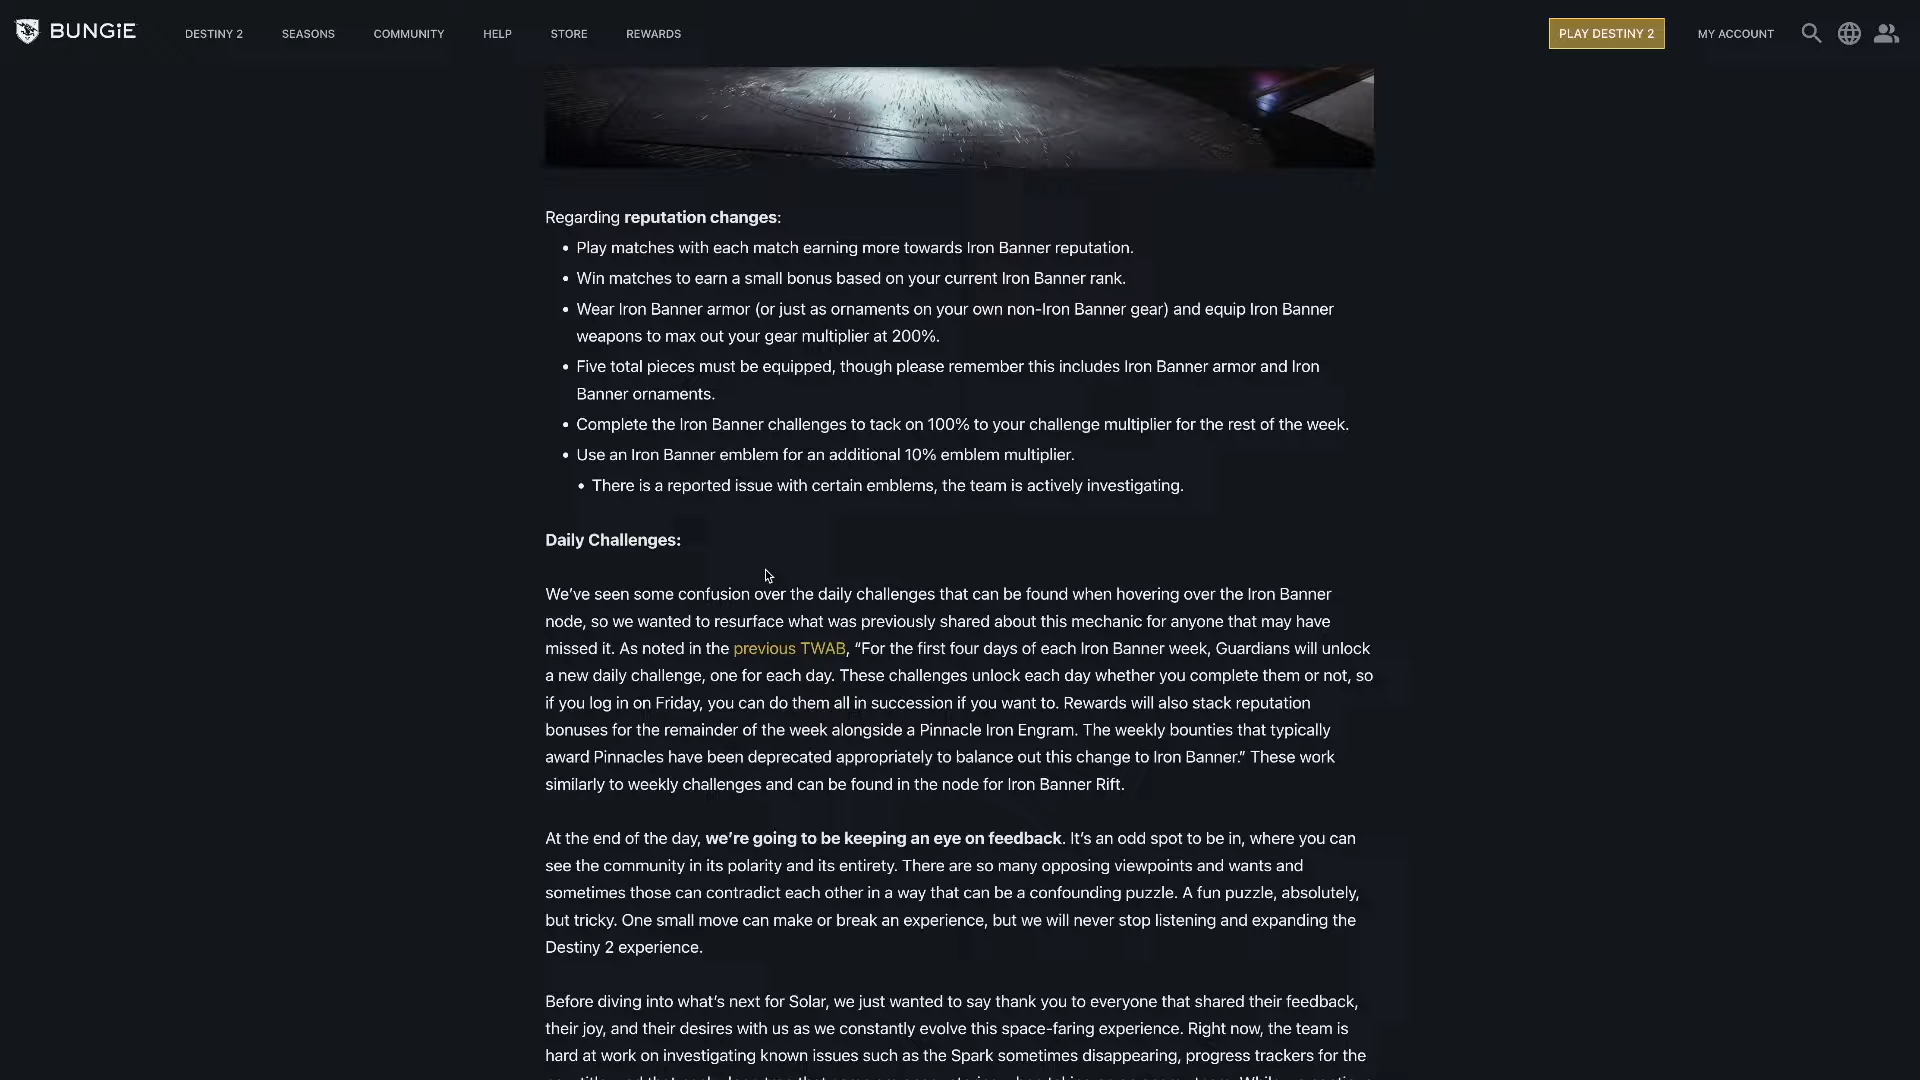 BUNGiE DESTINY 2 SEASONS COMMUNITY HELP STORE REWARDS PLAY DESTINY 2 MY ACCOUNT
Regarding reputation changes:
• Play matches with each match earning more towards Iron Banner reputation.
• Win matches to earn a small bonus based on your current Iron Banner rank.
• Wear Iron Banner armor (or just as ornaments on your own non-Iron Banner gear) and equip Iron Banner
weapons to max out your gear multiplier at 200%.
• Five total pieces must be equipped, though please remember this includes Iron Banner armor and Iron
Banner ornaments.
• Complete the Iron Banner challenges to tack on 100% to your challenge multiplier for the rest of the week.
• Use an Iron Banner emblem for an additional 10% emblem multiplier.
• There is a reported issue with certain emblems, the team is actively investigating.
Daily Challenges:
We’ve seen some confusion over the daily challenges that can be found when hovering over the Iron Banner
node, so we wanted to resurface what was previously shared about this mechanic for anyone that may have
missed it. As noted in the previous TWAB, “For the first four days of each Iron Banner week, Guardians will unlock
a new daily challenge, one for each day. These challenges unlock each day whether you complete them or not, so
if you log in on Friday, you can do them all in succession if you want to. Rewards will also stack reputation
bonuses for the remainder of the week alongside a Pinnacle Iron Engram. The weekly bounties that typically
award Pinnacles have been deprecated appropriately to balance out this change to Iron Banner.” These work
similarly to weekly challenges and can be found in the node for Iron Banner Rift.
At the end of the day, we’re going to be keeping an eye on feedback. It’s an odd spot to be in, where you can
see the community in its polarity and its entirety. There are so many opposing viewpoints and wants and
sometimes those can contradict each other in a way that can be a confounding puzzle. A fun puzzle, absolutely,
but tricky. One small move can make or break an experience, but we will never stop listening and expanding the
Destiny 2 experience.
Before diving into what’s next for Solar, we just wanted to say thank you to everyone that shared their feedback,
their joy, and their desires with us as we constantly evolve this space-faring experience. Right now, the team is
hard at work on investigating known issues such as the Spark sometimes disappearing, progress trackers for the